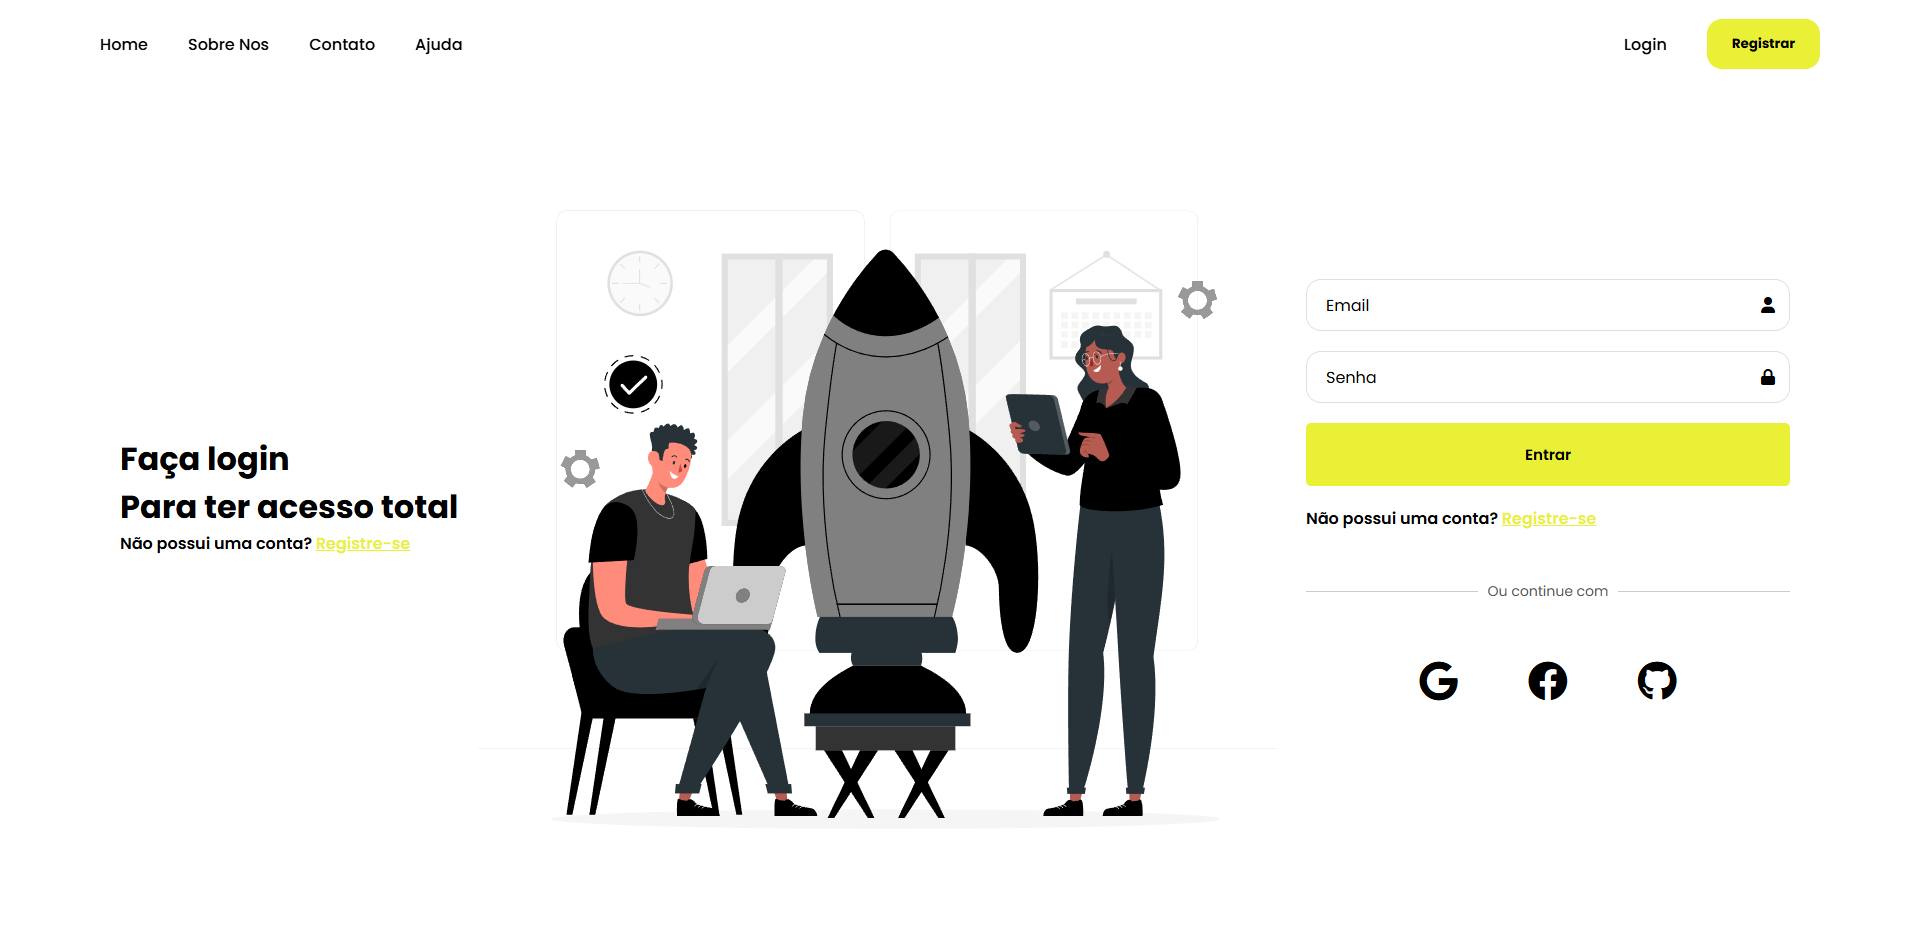 Home Sobre Nos Contato Ajuda Login Registrar
Faça login
Para ter acesso total
Não possui uma conta? Registre-se
Email
Senha
Entrar
Não possui uma conta? Registre-se
Ou continue com